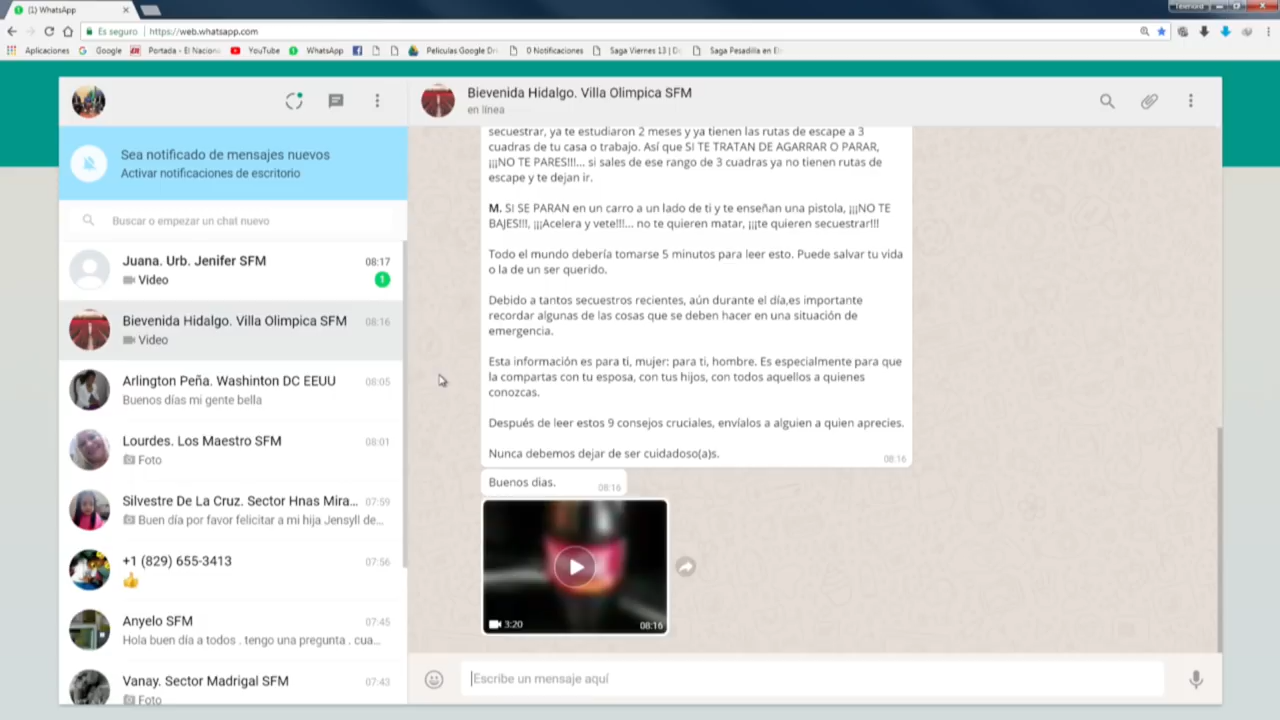 (1) WhatsApp
Es seguro
https://web.whatsapp.com
Aplicaciones
Google
Portada - El Naciona
YouTube
WhatsApp
Peliculas Google Dri
0 Notificaciones
Saga Viernes 13 | Do
Saga Pesadilla en El
Bievenida Hidalgo. Villa Olimpica SFM
en línea
Sea notificado de mensajes nuevos
Activar notificaciones de escritorio
Buscar o empezar un chat nuevo
Juana. Urb. Jenifer SFM
08:17
Vídeo
1
Bievenida Hidalgo. Villa Olimpica SFM
08:16
Vídeo
Arlington Peña. Washinton DC EEUU
08:05
Buenos días mi gente bella
Lourdes. Los Maestro SFM
08:01
Foto
Silvestre De La Cruz. Sector Hnas Mira...
07:59
Buen día por favor felicitar a mi hija Jensyll de...
+1 (829) 655-3413
07:56
Anyelo SFM
07:45
Hola buen día a todos . tengo una pregunta . cua...
Vanay. Sector Madrigal SFM
07:43
Foto
secuestrar, ya te estudiaron 2 meses y ya tienen las rutas de escape a 3
cuadras de tu casa o trabajo. Así que SI TE TRATAN DE AGARRAR O PARAR,
¡¡¡NO TE PARES!!!... si sales de ese rango de 3 cuadras ya no tienen rutas de
escape y te dejan ir.
M. SI SE PARAN en un carro a un lado de ti y te enseñan una pistola, ¡¡¡NO TE
BAJES!!!, ¡¡¡Acelera y vete!!!... no te quieren matar, ¡¡¡te quieren secuestrar!!!
Todo el mundo debería tomarse 5 minutos para leer esto. Puede salvar tu vida
o la de un ser querido.
Debido a tantos secuestros recientes, aún durante el día,es importante
recordar algunas de las cosas que se deben hacer en una situación de
emergencia.
Esta información es para ti, mujer: para ti, hombre. Es especialmente para que
la compartas con tu esposa, con tus hijos, con todos aquellos a quienes
conozcas.
Después de leer estos 9 consejos cruciales, envíalos a alguien a quien aprecies.
Nunca debemos dejar de ser cuidadoso(a)s.
08:16
Buenos dias.
08:16
3:20
08:16
Escribe un mensaje aquí